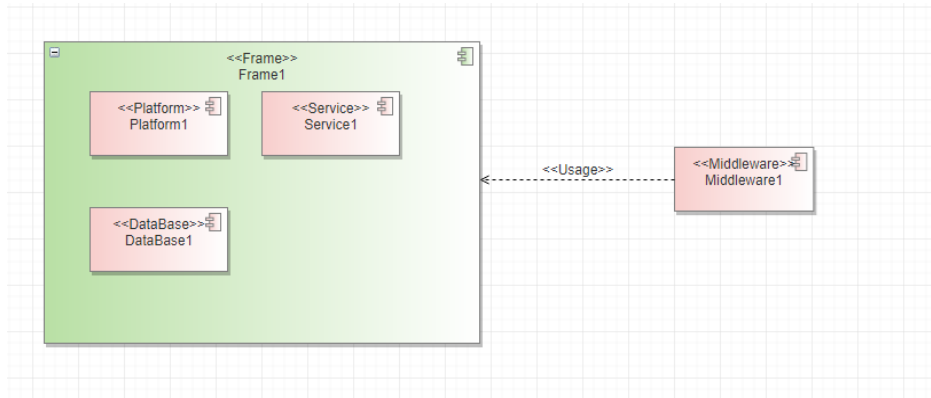 <<Frame>>
Frame1
<<Platform>>
Platform1
<<Service>>
Service1
<<DataBase>>
DataBase1
<<Usage>>
<<Middleware>>
Middleware1